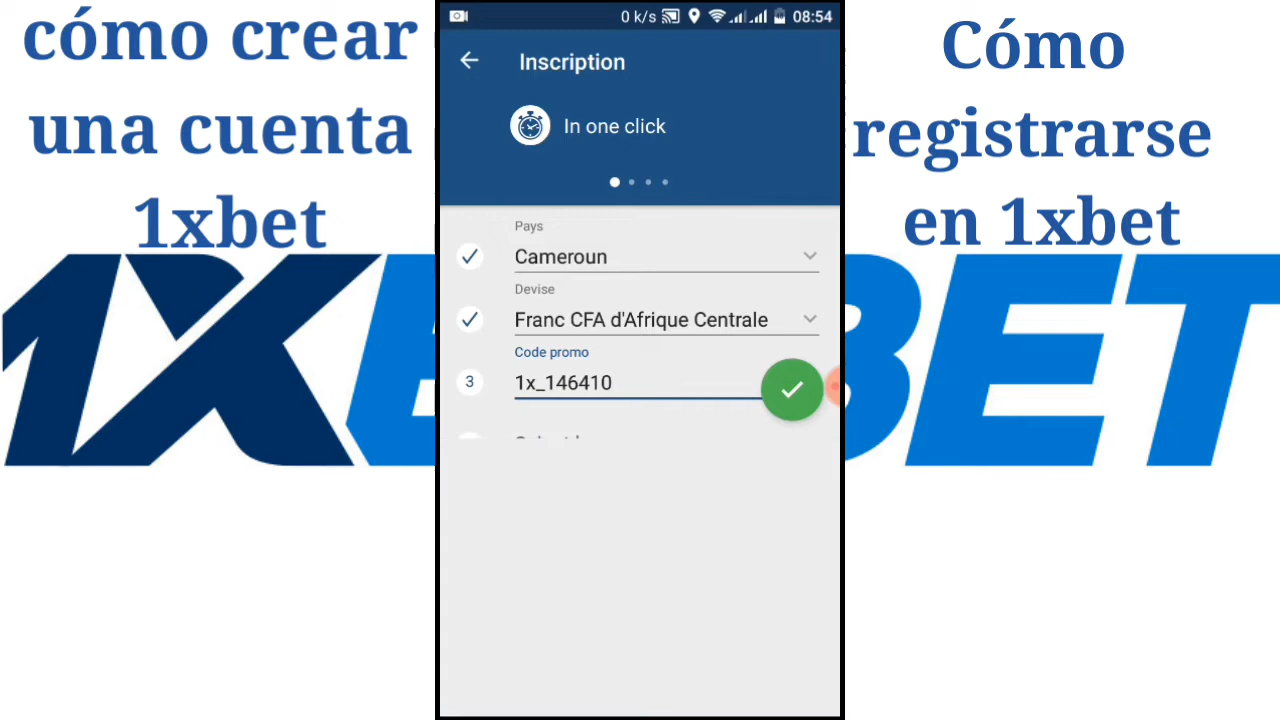 cómo crear
una cuenta
1xbet
0 k/s 08:54
Inscription
In one click
Pays
Cameroun
Devise
Franc CFA d'Afrique Centrale
Code promo
3 1x_146410
Cómo
registrarse
en 1xbet
1XBET